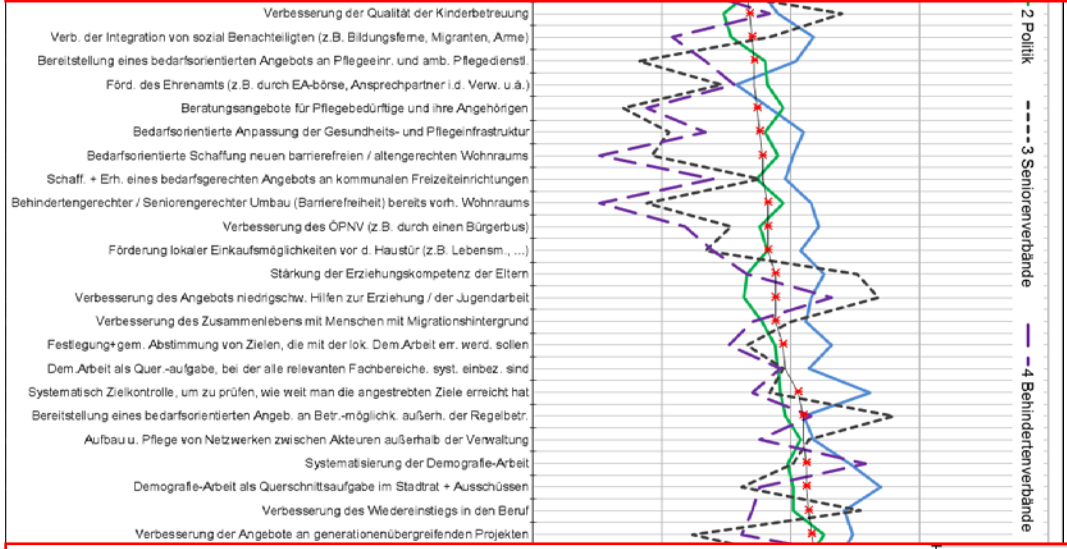 Verbesserung der Qualität der Kinderbetreuung
Verb. der Integration von sozial Benachteiligten (z.B. Bildungsferne, Migranten, Arme)
Bereitstellung eines bedarfsorientierten Angebots an Pflegeeinr. und amb. Pflegedienstl.
Förd. des Ehrenamts (z.B. durch EA-börse, Ansprechpartner i.d. Verw. u.ä.)
Beratungsangebote für Pflegebedürftige und ihre Angehörigen
Bedarfsorientierte Anpassung der Gesundheits- und Pflegeinfrastruktur
Bedarfsorientierte Schaffung neuen barrierefreien / altengerechten Wohnraums
Schaff. + Erh. eines bedarfsgerechten Angebots an kommunalen Freizeiteinrichtungen
Behindertengerechter / Seniorengerechter Umbau (Barrierefreiheit) bereits vorh. Wohnraums
Verbesserung des ÖPNV (z.B. durch einen Bürgerbus)
Förderung lokaler Einkaufsmöglichkeiten vor d. Haustür (z.B. Lebensm., ...)
Stärkung der Erziehungskompetenz der Eltern
Verbesserung des Angebots niedrigschw. Hilfen zur Erziehung / der Jugendarbeit
Verbesserung des Zusammenlebens mit Menschen mit Migrationshintergrund
Festlegung+gem. Abstimmung von Zielen, die mit der lok. Dem.Arbeit err. werd. sollen
Dem.Arbeit als Quer.-aufgabe, bei der alle relevanten Fachbereiche. syst. einbez. sind
Systematisch Zielkontrolle, um zu prüfen, wie weit man die angestrebten Ziele erreicht hat
Bereitstellung eines bedarfsorientierten Angeb. an Betr.-möglichk. außerh. der Regelbetr.
Aufbau u. Pflege von Netzwerken zwischen Akteuren außerhalb der Verwaltung
Systematisierung der Demografie-Arbeit
Demografie-Arbeit als Querschnittsaufgabe im Stadtrat + Ausschüssen
Verbesserung des Wiedereinstiegs in den Beruf
Verbesserung der Angebote an generationenübergreifenden Projekten
2 Politik
3 Seniorenverbände
4 Behindertenverbände